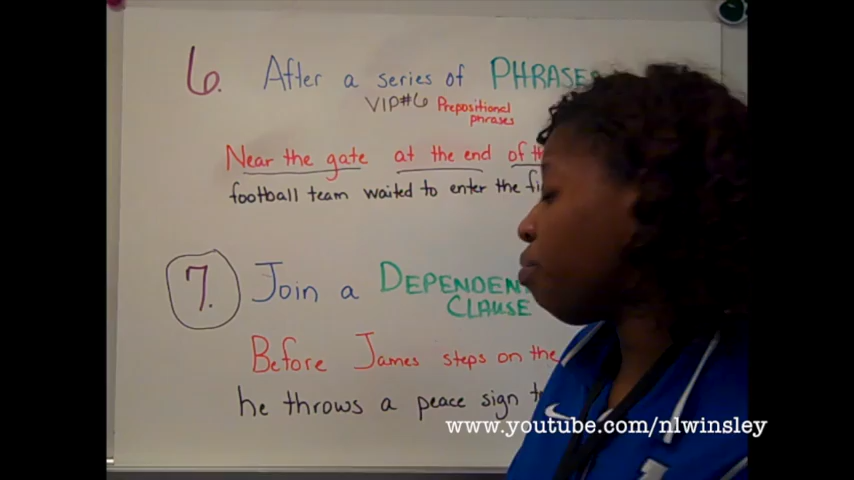 6. After a series of PHRASES
VIP#6 Prepositional
phrases
Near the gate at the end of
football team waited to enter the
7. Join a DEPENDENT
CLAUSE
Before James steps on the
he throws a peace sign
www.youtube.com/nlwinsley